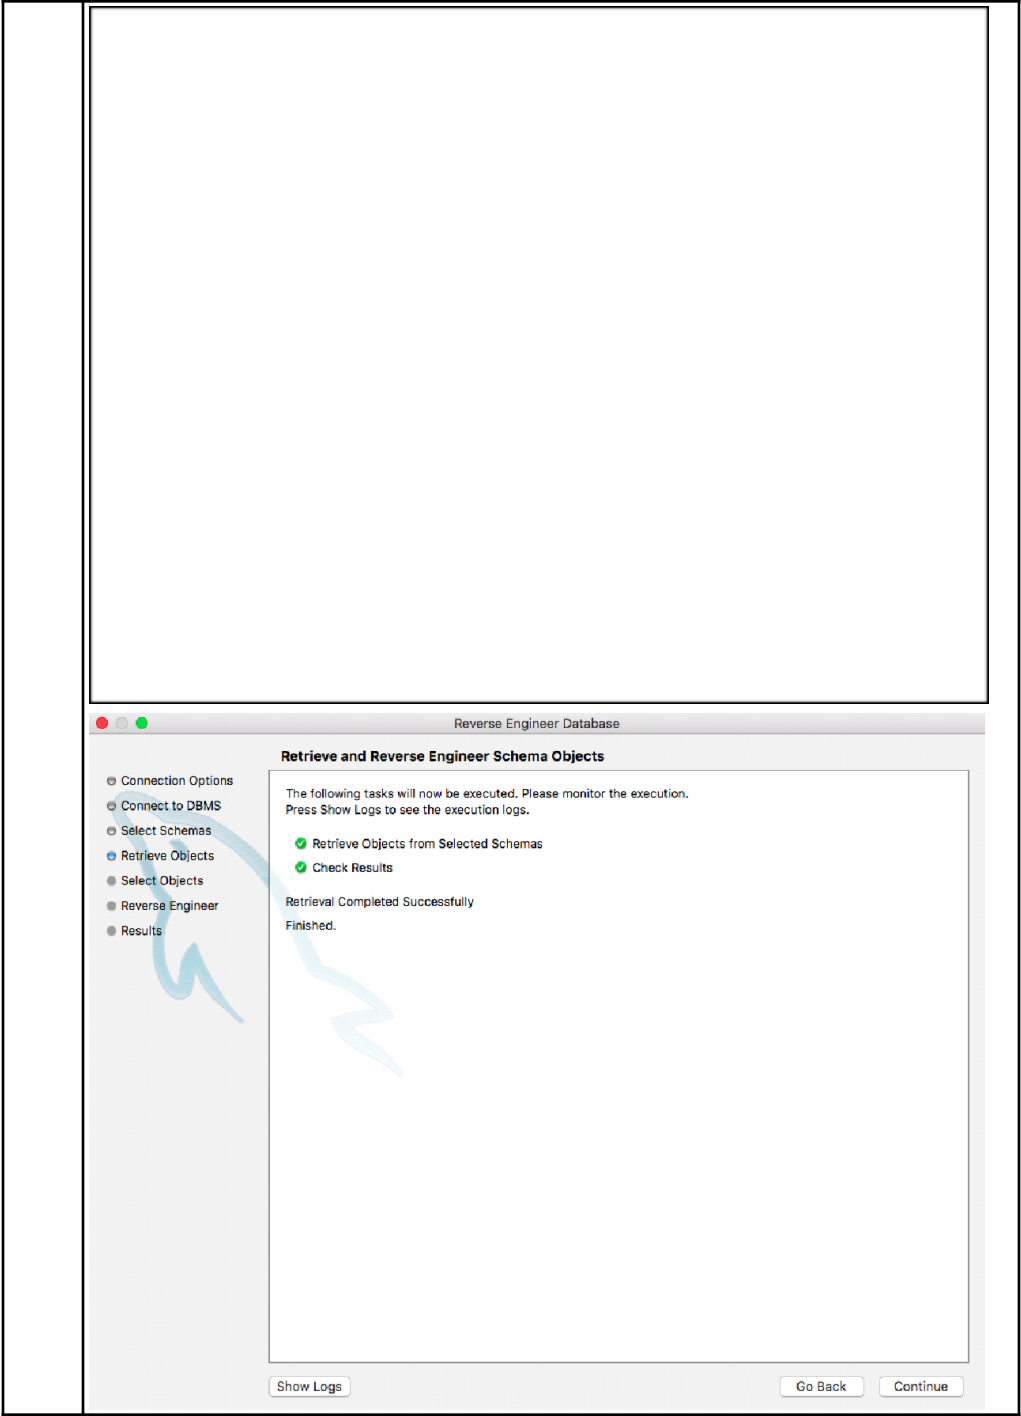 Reverse Engineer Database
Retrieve and Reverse Engineer Schema Objects
Connection Options
Connect to DBMS
Select Schemas
Retrieve Objects
Select Objects
Reverse Engineer
Results
The following tasks will now be executed. Please monitor the execution.
Press Show Logs to see the execution logs.
Retrieve Objects from Selected Schemas
Check Results
Retrieval Completed Successfully
Finished.
Show Logs
Go Back
Continue